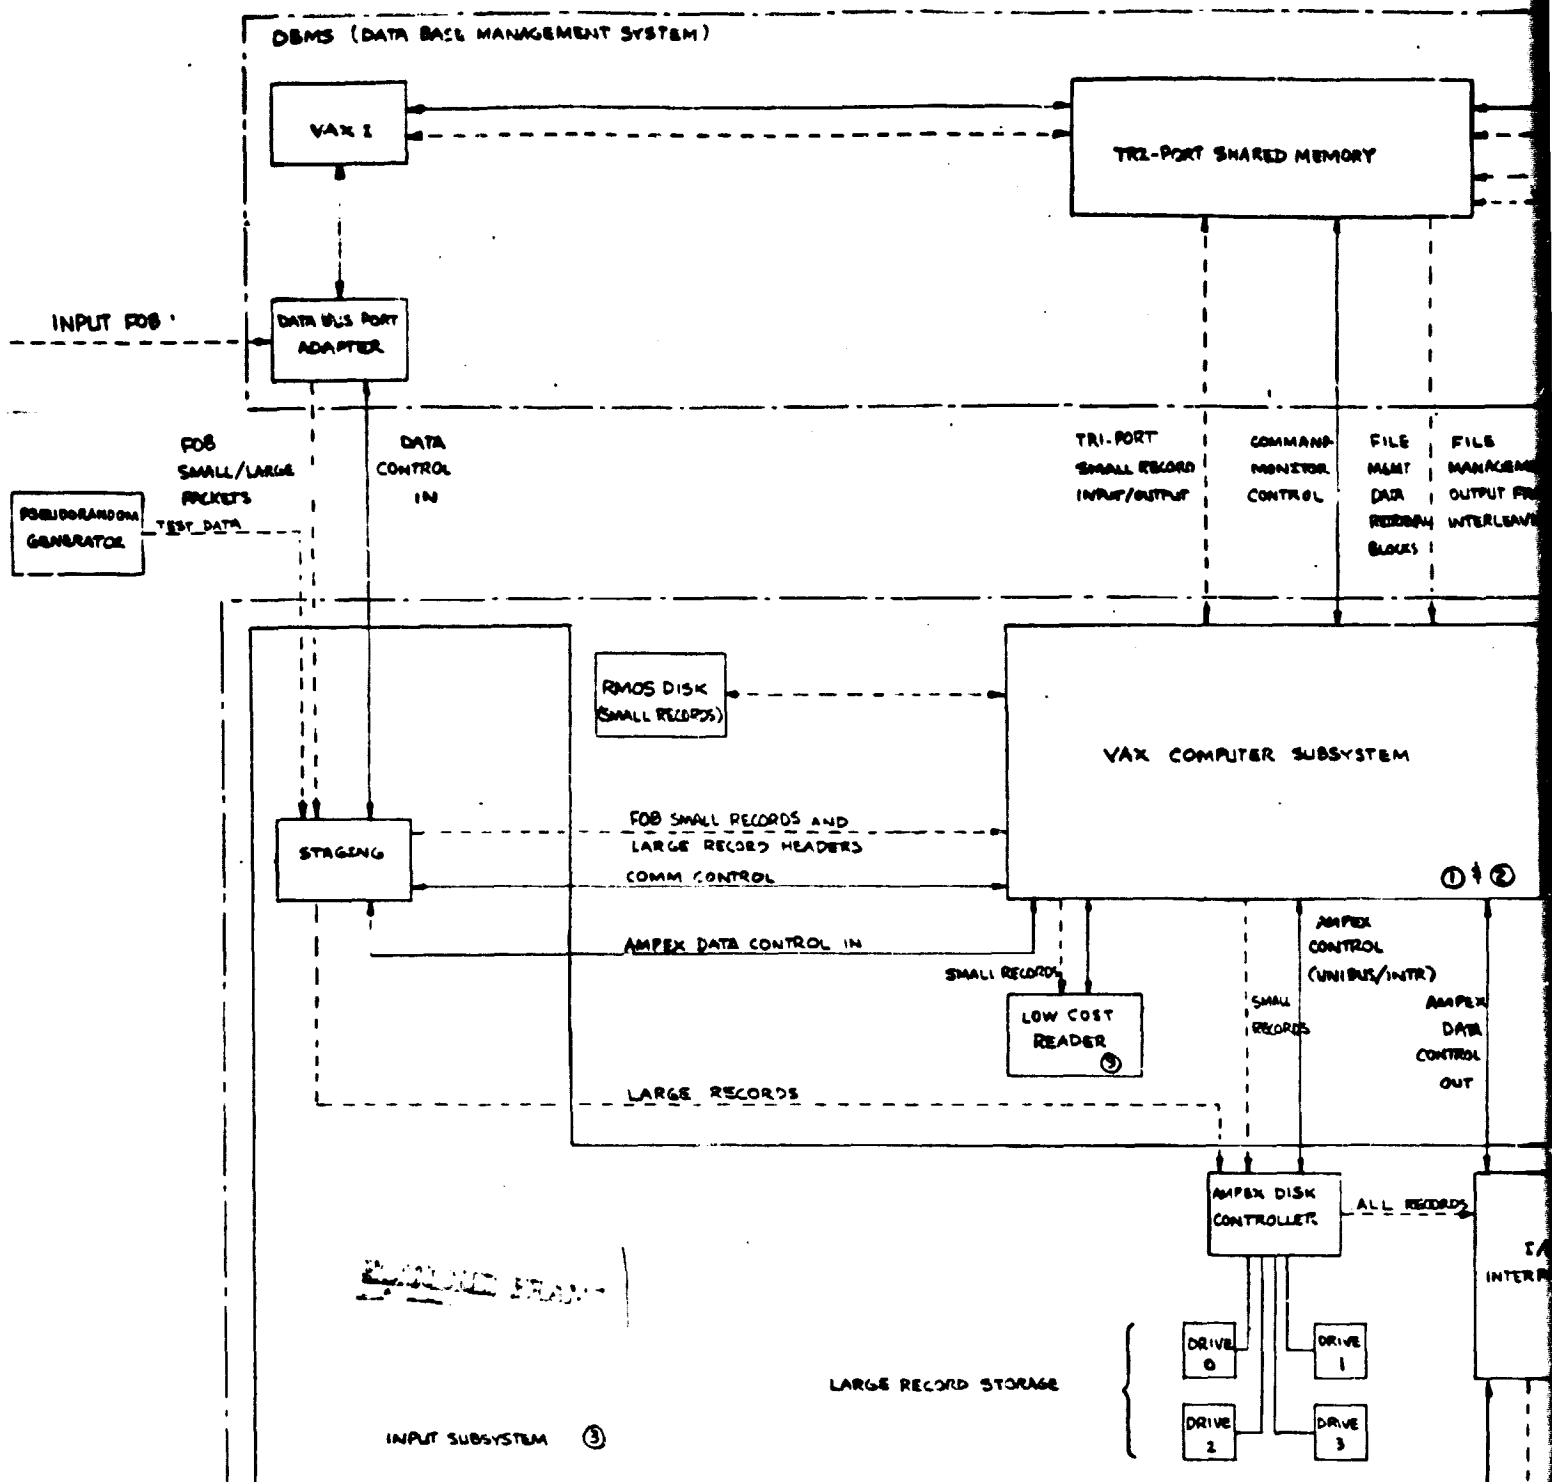 DBMS (DATA BASE MANAGEMENT SYSTEM)
VAX I
TRI-PORT SHARED MEMORY
INPUT FOB
DATA BUS PORT
ADAPTER
FOB
SMALL/LARGE
PACKETS
DATA
CONTROL
IN
TRI-PORT
SMALL RECORD
INPUT/OUTPUT
COMMAND
MONITOR
CONTROL
FILE
MGMT
DATA
BLOCKS
FILE
MANAGEME
OUTPUT
INTERLEAVE
PSEUDORANDOM
GENERATOR
TEST DATA
RMOS DISK
(SMALL RECORDS)
VAX COMPUTER SUBSYSTEM
① & ②
STAGING
FOB SMALL RECORDS AND
LARGE RECORD HEADERS
COMM CONTROL
AMPEX DATA CONTROL IN
SMALL RECORDS
LOW COST
READER
AMPEX
CONTROL
(UNIBUS/INTR)
SMALL
RECORDS
AMPEX
DATA
CONTROL
OUT
LARGE RECORDS
AMPEX DISK
CONTROLLER
ALL RECORDS
INTERF
DRIVE
0
DRIVE
1
LARGE RECORD STORAGE
DRIVE
2
DRIVE
3
INPUT SUBSYSTEM ③